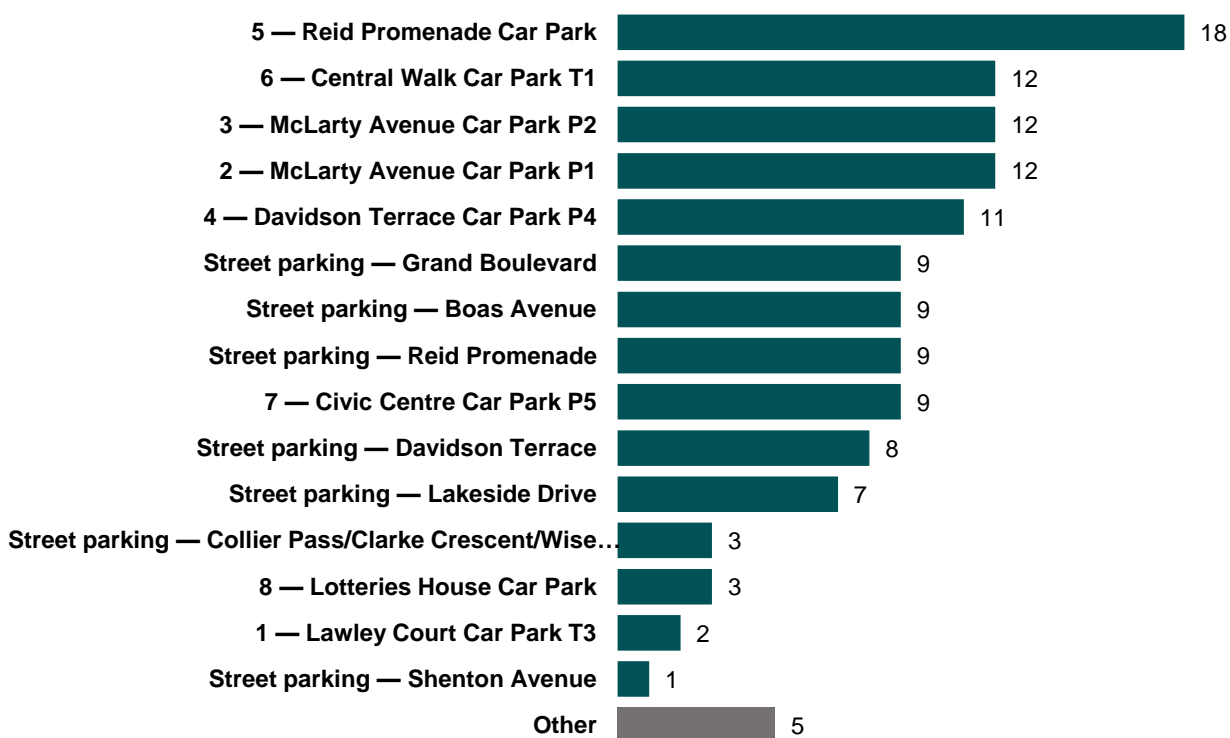 5 — Reid Promenade Car Park 18
6 — Central Walk Car Park T1 12
3 — McLarty Avenue Car Park P2 12
2 — McLarty Avenue Car Park P1 12
4 — Davidson Terrace Car Park P4 11
Street parking — Grand Boulevard 9
Street parking — Boas Avenue 9
Street parking — Reid Promenade 9
7 — Civic Centre Car Park P5 9
Street parking — Davidson Terrace 8
Street parking — Lakeside Drive 7
Street parking — Collier Pass/Clarke Crescent/Wise… 3
8 — Lotteries House Car Park 3
1 — Lawley Court Car Park T3 2
Street parking — Shenton Avenue 1
Other 5